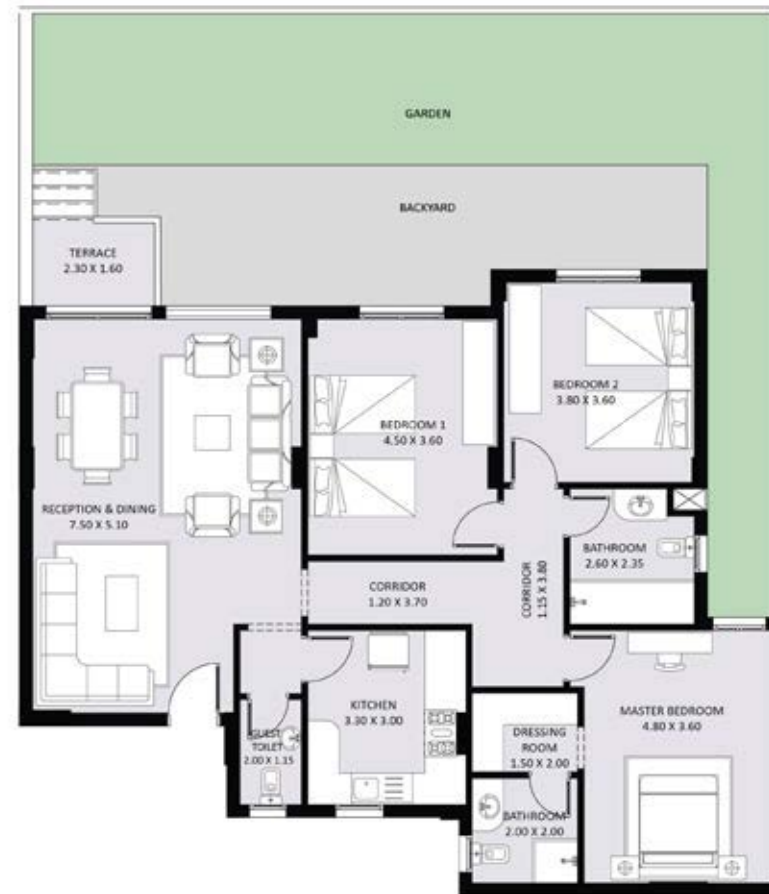 GARDEN
BACKYARD
TERRACE
2.30 X 1.60
BEDROOM 2
3.80 X 3.60
BEDROOM 1
4.50 X 3.60
RECEPTION & DINING
7.50 X 5.10
BATHROOM
2.60 X 2.35
CORRIDOR
1.20 X 3.70
CORRIDOR
1.15 X 3.80
KITCHEN
3.30 X 3.00
MASTER BEDROOM
4.80 X 3.60
GUEST
TOILET
2.00 X 1.15
DRESSING
ROOM
1.50 X 2.00
BATHROOM
2.00 X 2.00